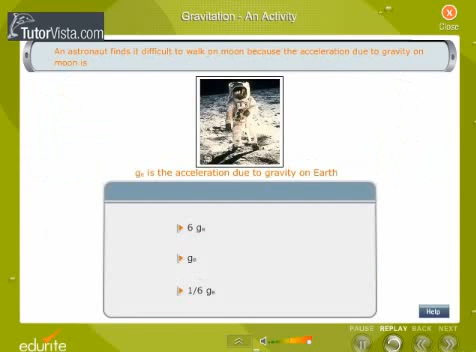 Gravitation - An Activity
TutorVista.com
Close
An astronaut finds it difficult to walk on moon because the acceleration due to gravity on
moon is
gₑ is the acceleration due to gravity on Earth
6 gₑ
gₑ
1/6 gₑ
Help
PAUSE REPLAY BACK NEXT
edurite